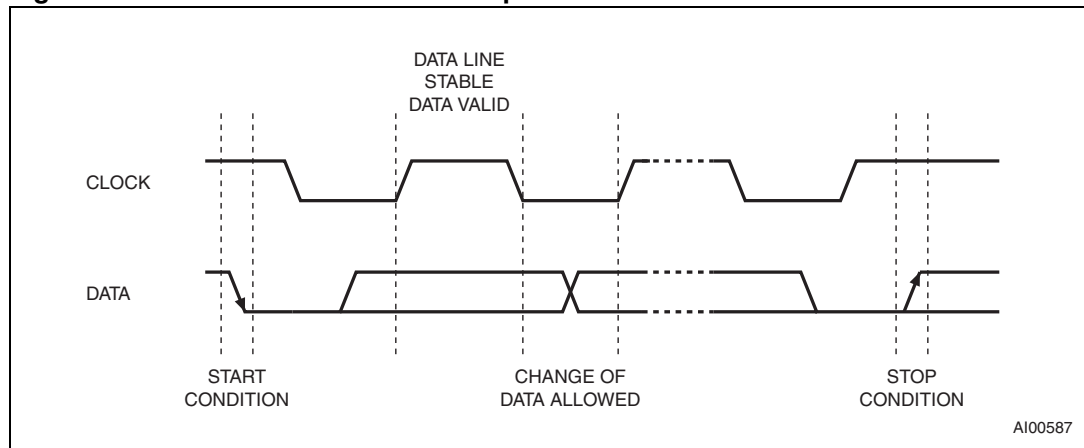 DATA LINE
STABLE
DATA VALID
CLOCK
DATA
START
CONDITION
CHANGE OF
DATA ALLOWED
STOP
CONDITION
AI00587